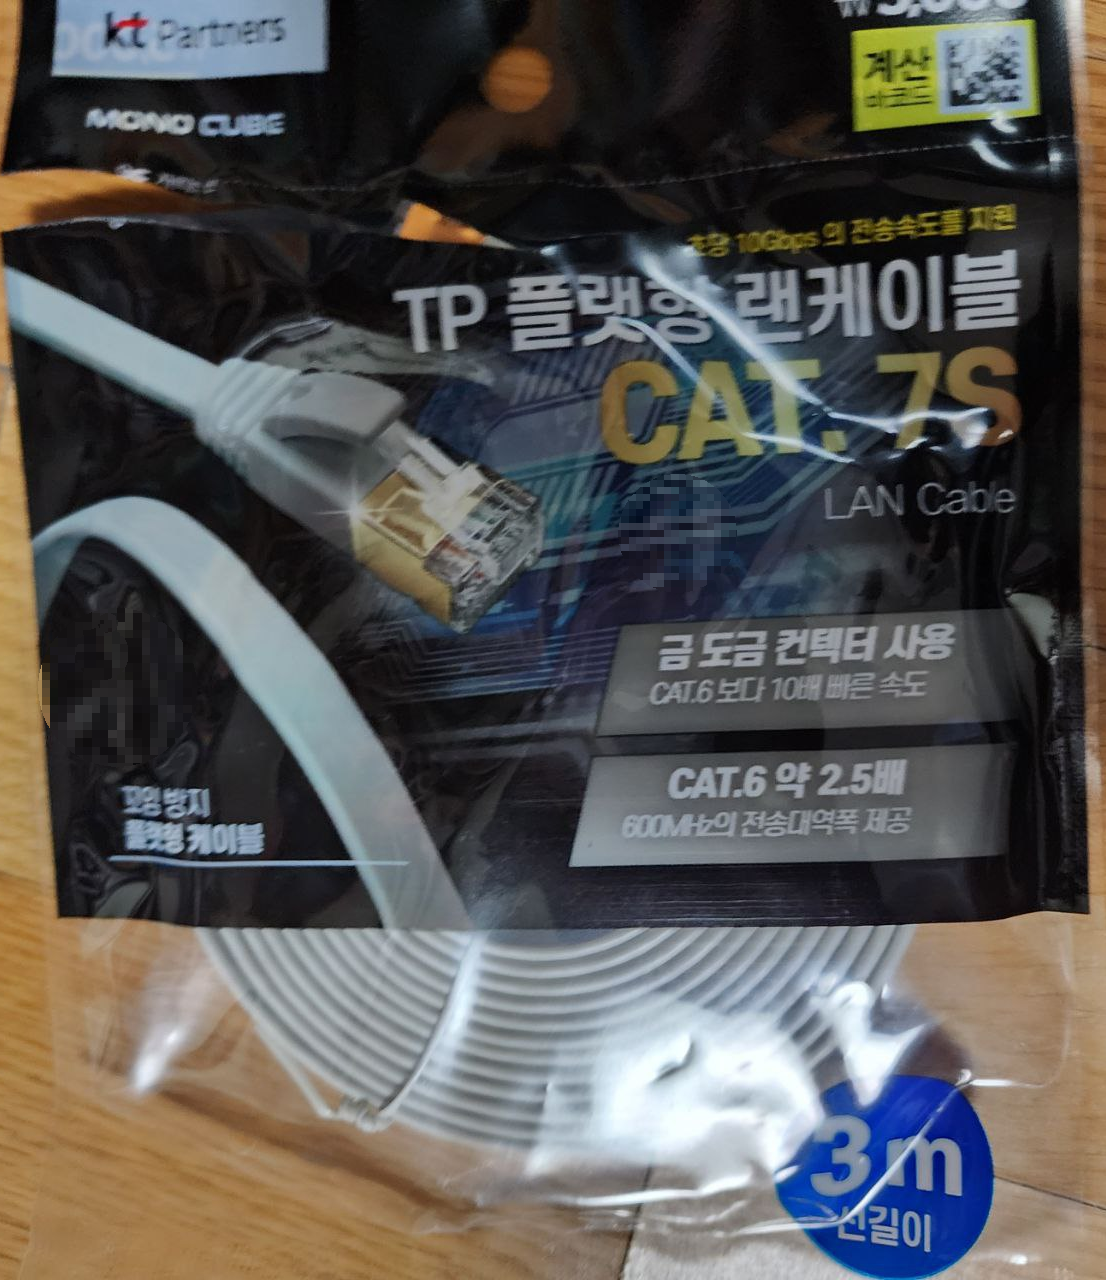 kt Partners
계산
바코드
MONO CUBE
초당 10Gbps 의 전송속도를 지원
TP 플랫형 랜케이블
CAT. 7S
LAN Cable
금 도금 컨텍터 사용
CAT.6 보다 10배 빠른 속도
CAT.6 약 2.5배
600MHz의 전송대역폭 제공
꼬임 방지
플랫형 케이블
3m
선길이